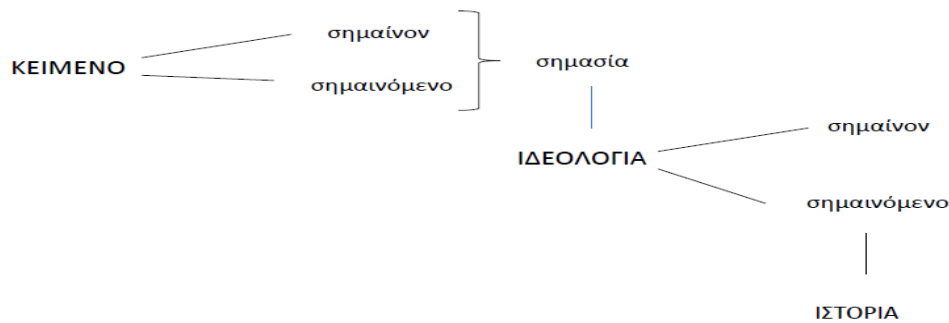 σημαίνον
ΚΕΙΜΕΝΟ
σημασία
σημαινόμενο
σημαίνον
ΙΔΕΟΛΟΓΙΑ
σημαινόμενο
ΙΣΤΟΡΙΑ